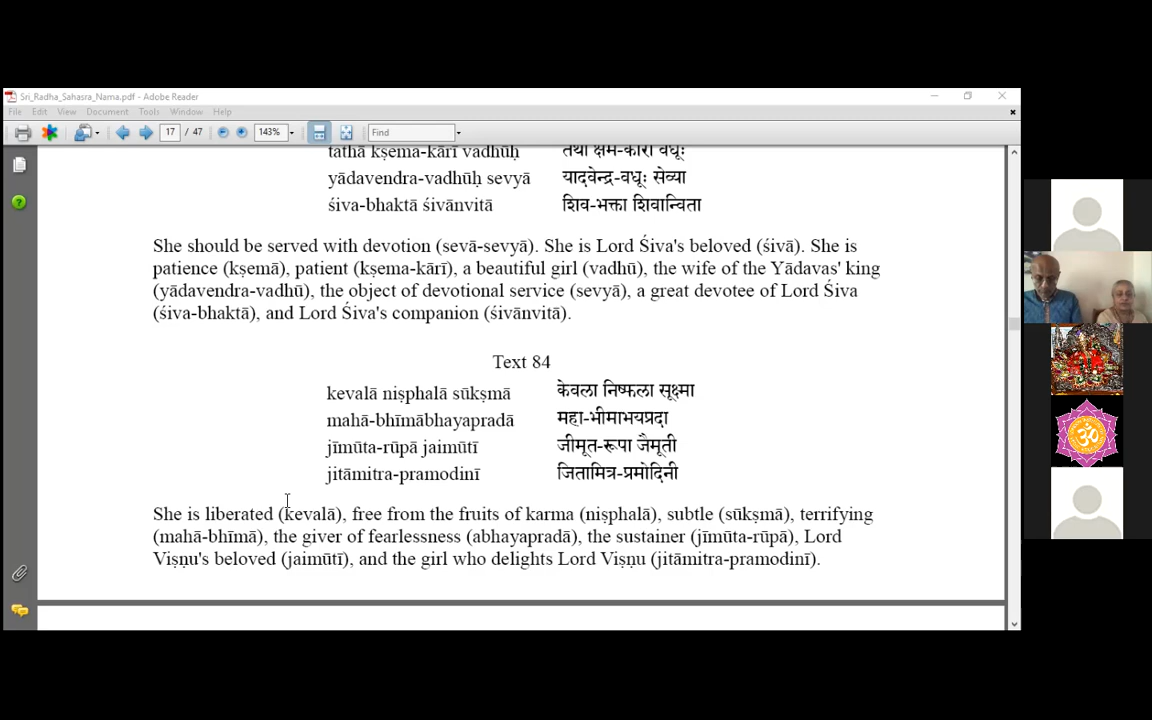 Sri_Radha_Sahasra_Nama.pdf - Adobe Reader
File Edit View Document Tools Window Help
17 / 47 143% Find
tathā kṣema-kārī vadhūḥ तथा क्षेम-कारी वधूः
yādavendra-vadhūḥ sevyā यादवेन्द्र-वधूः सेव्या
śiva-bhaktā śivānvitā शिव-भक्ता शिवान्विता
She should be served with devotion (sevā-sevyā). She is Lord Śiva's beloved (śivā). She is
patience (kṣemā), patient (kṣema-kārī), a beautiful girl (vadhū), the wife of the Yādavas' king
(yādavendra-vadhū), the object of devotional service (sevyā), a great devotee of Lord Śiva
(śiva-bhaktā), and Lord Śiva's companion (śivānvitā).
Text 84
kevalā niṣphalā sūkṣmā केवला निष्फला सूक्ष्मा
mahā-bhīmābhayapradā महा-भीमाभयप्रदा
jīmūta-rūpā jaimūtī जीमूत-रूपा जैमूती
jitāmitra-pramodinī जितामित्र-प्रमोदिनी
She is liberated (kevalā), free from the fruits of karma (niṣphalā), subtle (sūkṣmā), terrifying
(mahā-bhīmā), the giver of fearlessness (abhayapradā), the sustainer (jīmūta-rūpā), Lord
Viṣṇu's beloved (jaimūtī), and the girl who delights Lord Viṣṇu (jitāmitra-pramodinī).
ॐ